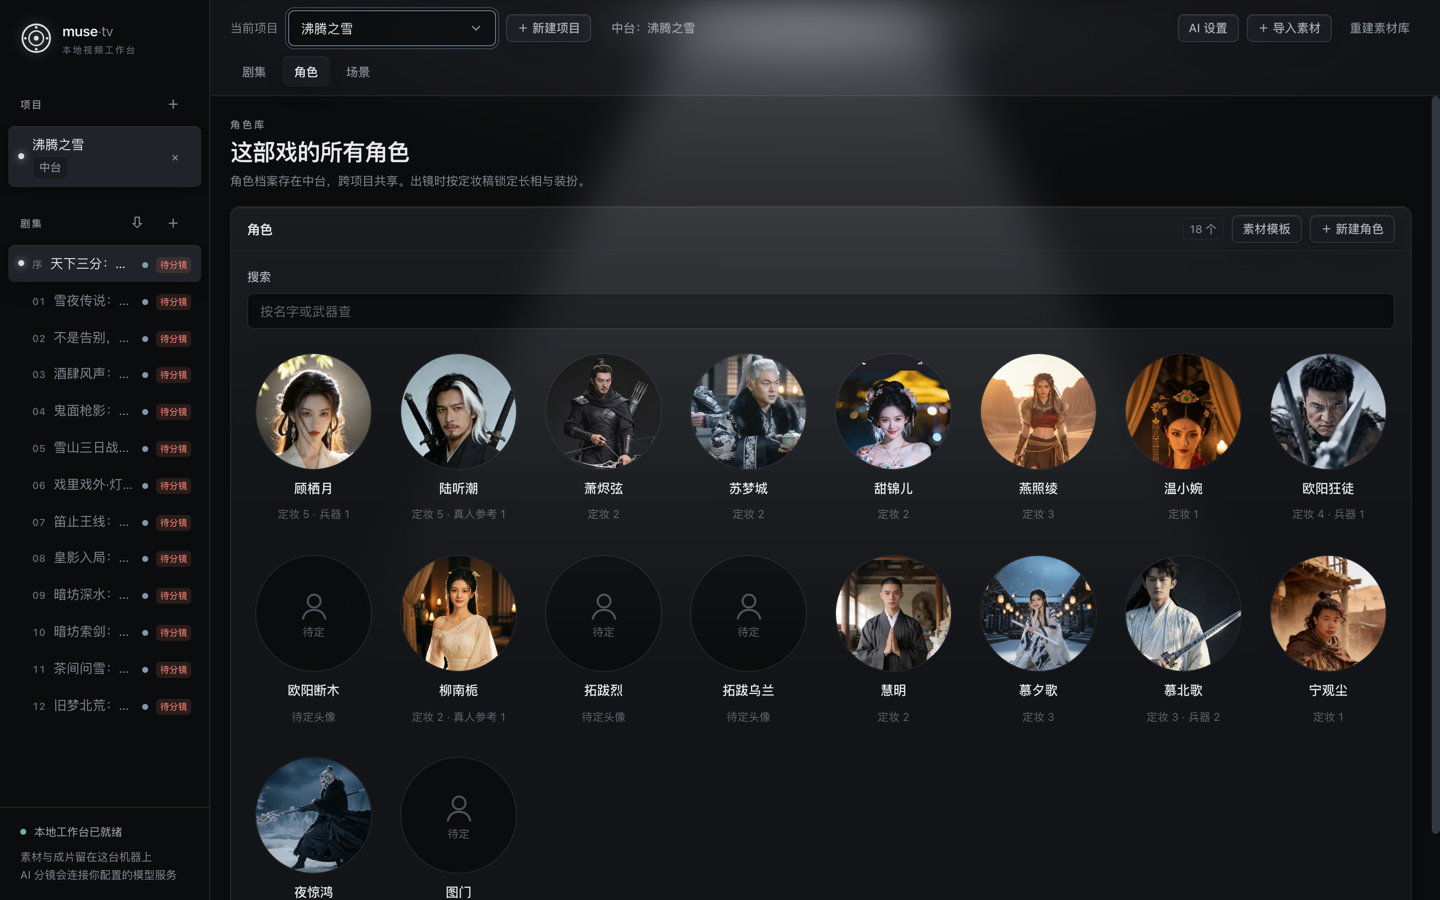 muse·tv
本地视频工作台
项目
沸腾之雪
中台
剧集
序 天下三分：... 待分镜
01 雪夜传说：... 待分镜
02 不是告别，... 待分镜
03 酒肆风声：... 待分镜
04 鬼面枪影：... 待分镜
05 雪山三日战... 待分镜
06 戏里戏外·灯... 待分镜
07 笛止王线：... 待分镜
08 皇影入局：... 待分镜
09 暗坊深水：... 待分镜
10 暗坊索剑：... 待分镜
11 茶间问雪：... 待分镜
12 旧梦北荒：... 待分镜
本地工作台已就绪
素材与成片留在这台机器上
AI 分镜会连接你配置的模型服务
当前项目 沸腾之雪 + 新建项目 中台：沸腾之雪 AI 设置 + 导入素材 重建素材库
剧集 角色 场景
角色库
这部戏的所有角色
角色档案存在中台，跨项目共享。出镜时按定妆稿锁定长相与装扮。
角色 18 个 素材模板 + 新建角色
搜索
按名字或武器查
顾栖月 陆听潮 萧烬弦 苏梦城 甜锦儿 燕照绫 温小婉 欧阳狂徒
定妆 5 · 兵器 1 定妆 5 · 真人参考 1 定妆 2 定妆 2 定妆 2 定妆 3 定妆 1 定妆 4 · 兵器 1
待定 待定 待定
欧阳断木 柳南栀 拓跋烈 拓跋乌兰 慧明 慕夕歌 慕北歌 宁观尘
待定头像 定妆 2 · 真人参考 1 待定头像 待定头像 定妆 2 定妆 3 定妆 3 · 兵器 2 定妆 1
待定
夜惊鸿 图门